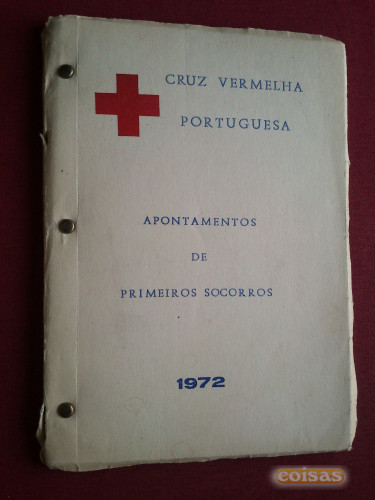 CRUZ VERMELHA
PORTUGUESA
APONTAMENTOS
DE
PRIMEIROS SOCORROS
1972
coisas